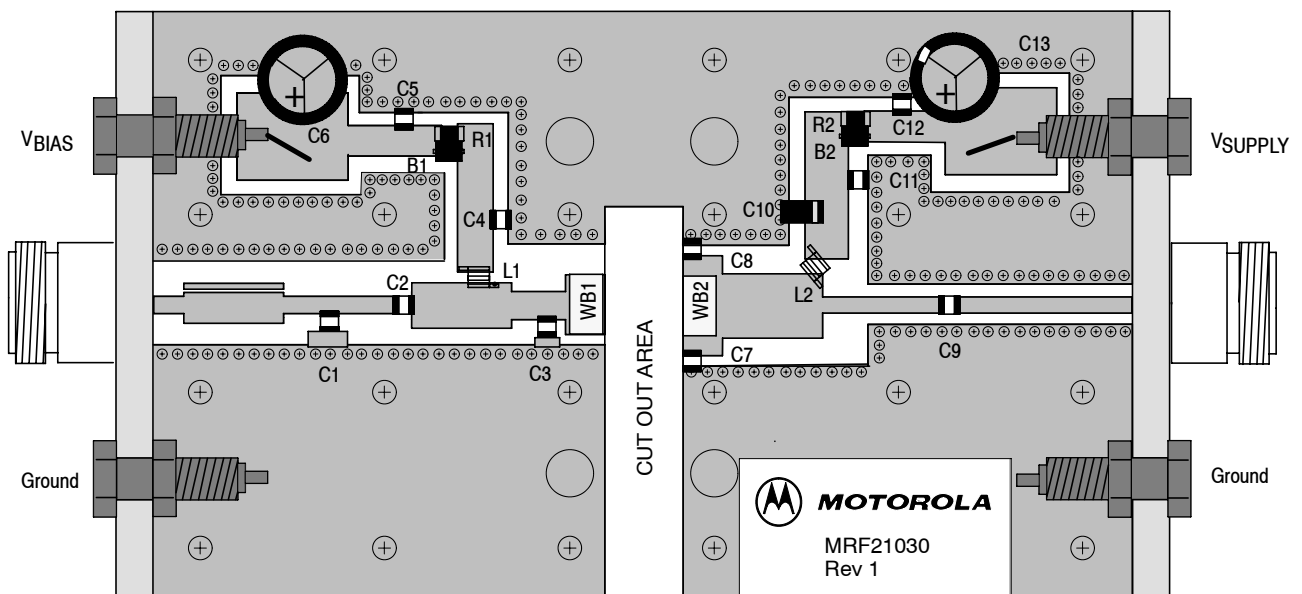 C13
C5
C6
R1
B1
R2
B2
C12
VBIAS
VSUPPLY
C11
C4
C10
C8
L1
L2
C2
WB1
WB2
C1
C3
C7
C9
CUT OUT AREA
Ground
Ground
MOTOROLA
MRF21030
Rev 1